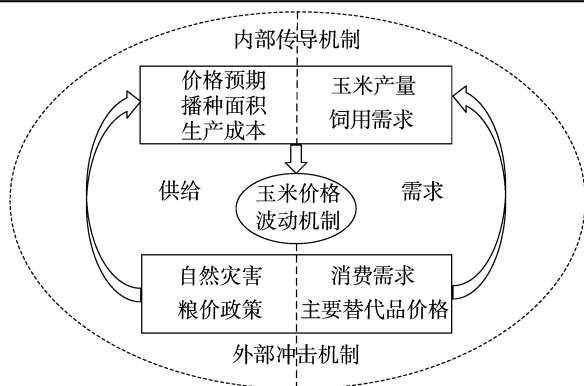 内部传导机制
价格预期
播种面积
生产成本
玉米产量
饲用需求
供给
玉米价格
波动机制
需求
自然灾害
粮价政策
消费需求
主要替代品价格
外部冲击机制